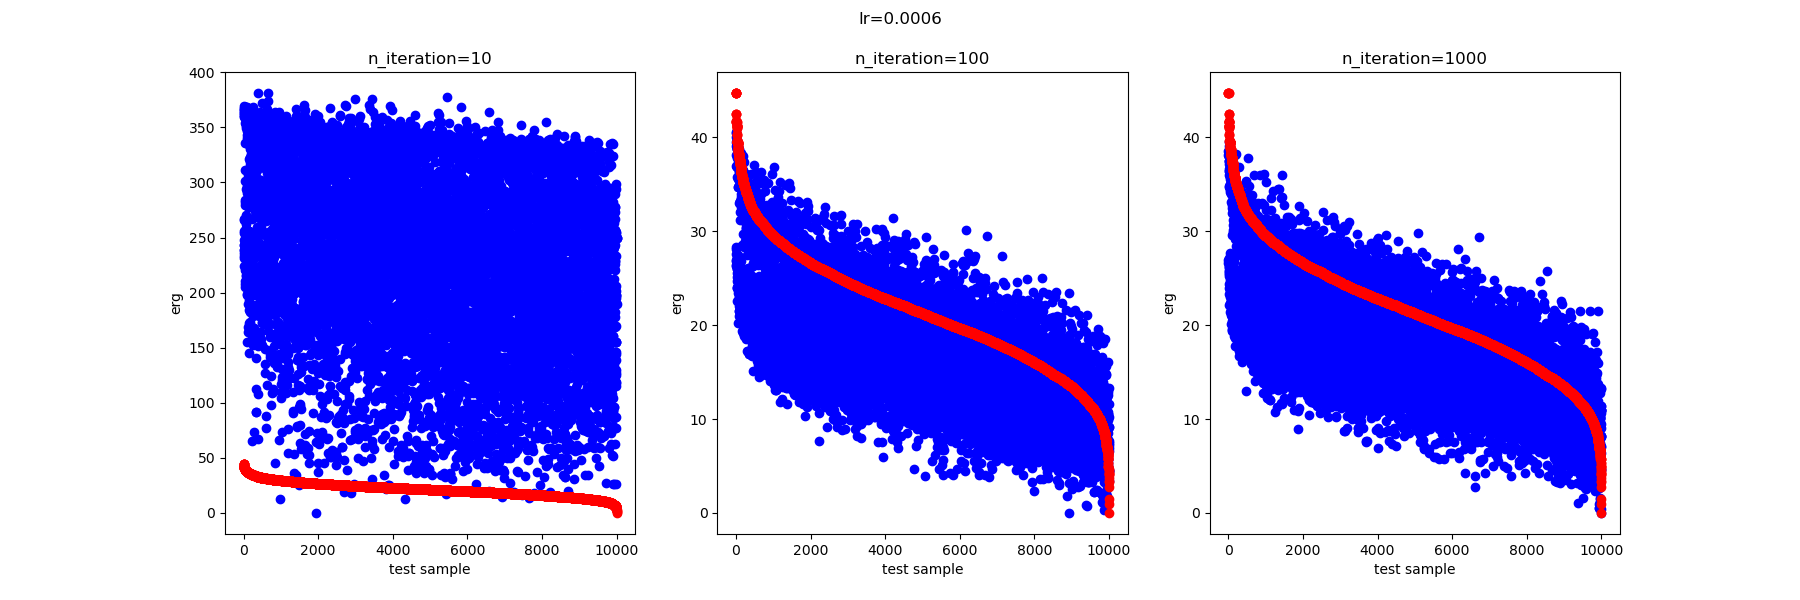 lr=0.0006
n_iteration=10
n_iteration=100
n_iteration=1000
400
350
300
250
200
150
100
50
0
erg
0 2000 4000 6000 8000 10000
test sample
40
30
20
10
0
erg
0 2000 4000 6000 8000 10000
test sample
40
30
20
10
0
erg
0 2000 4000 6000 8000 10000
test sample